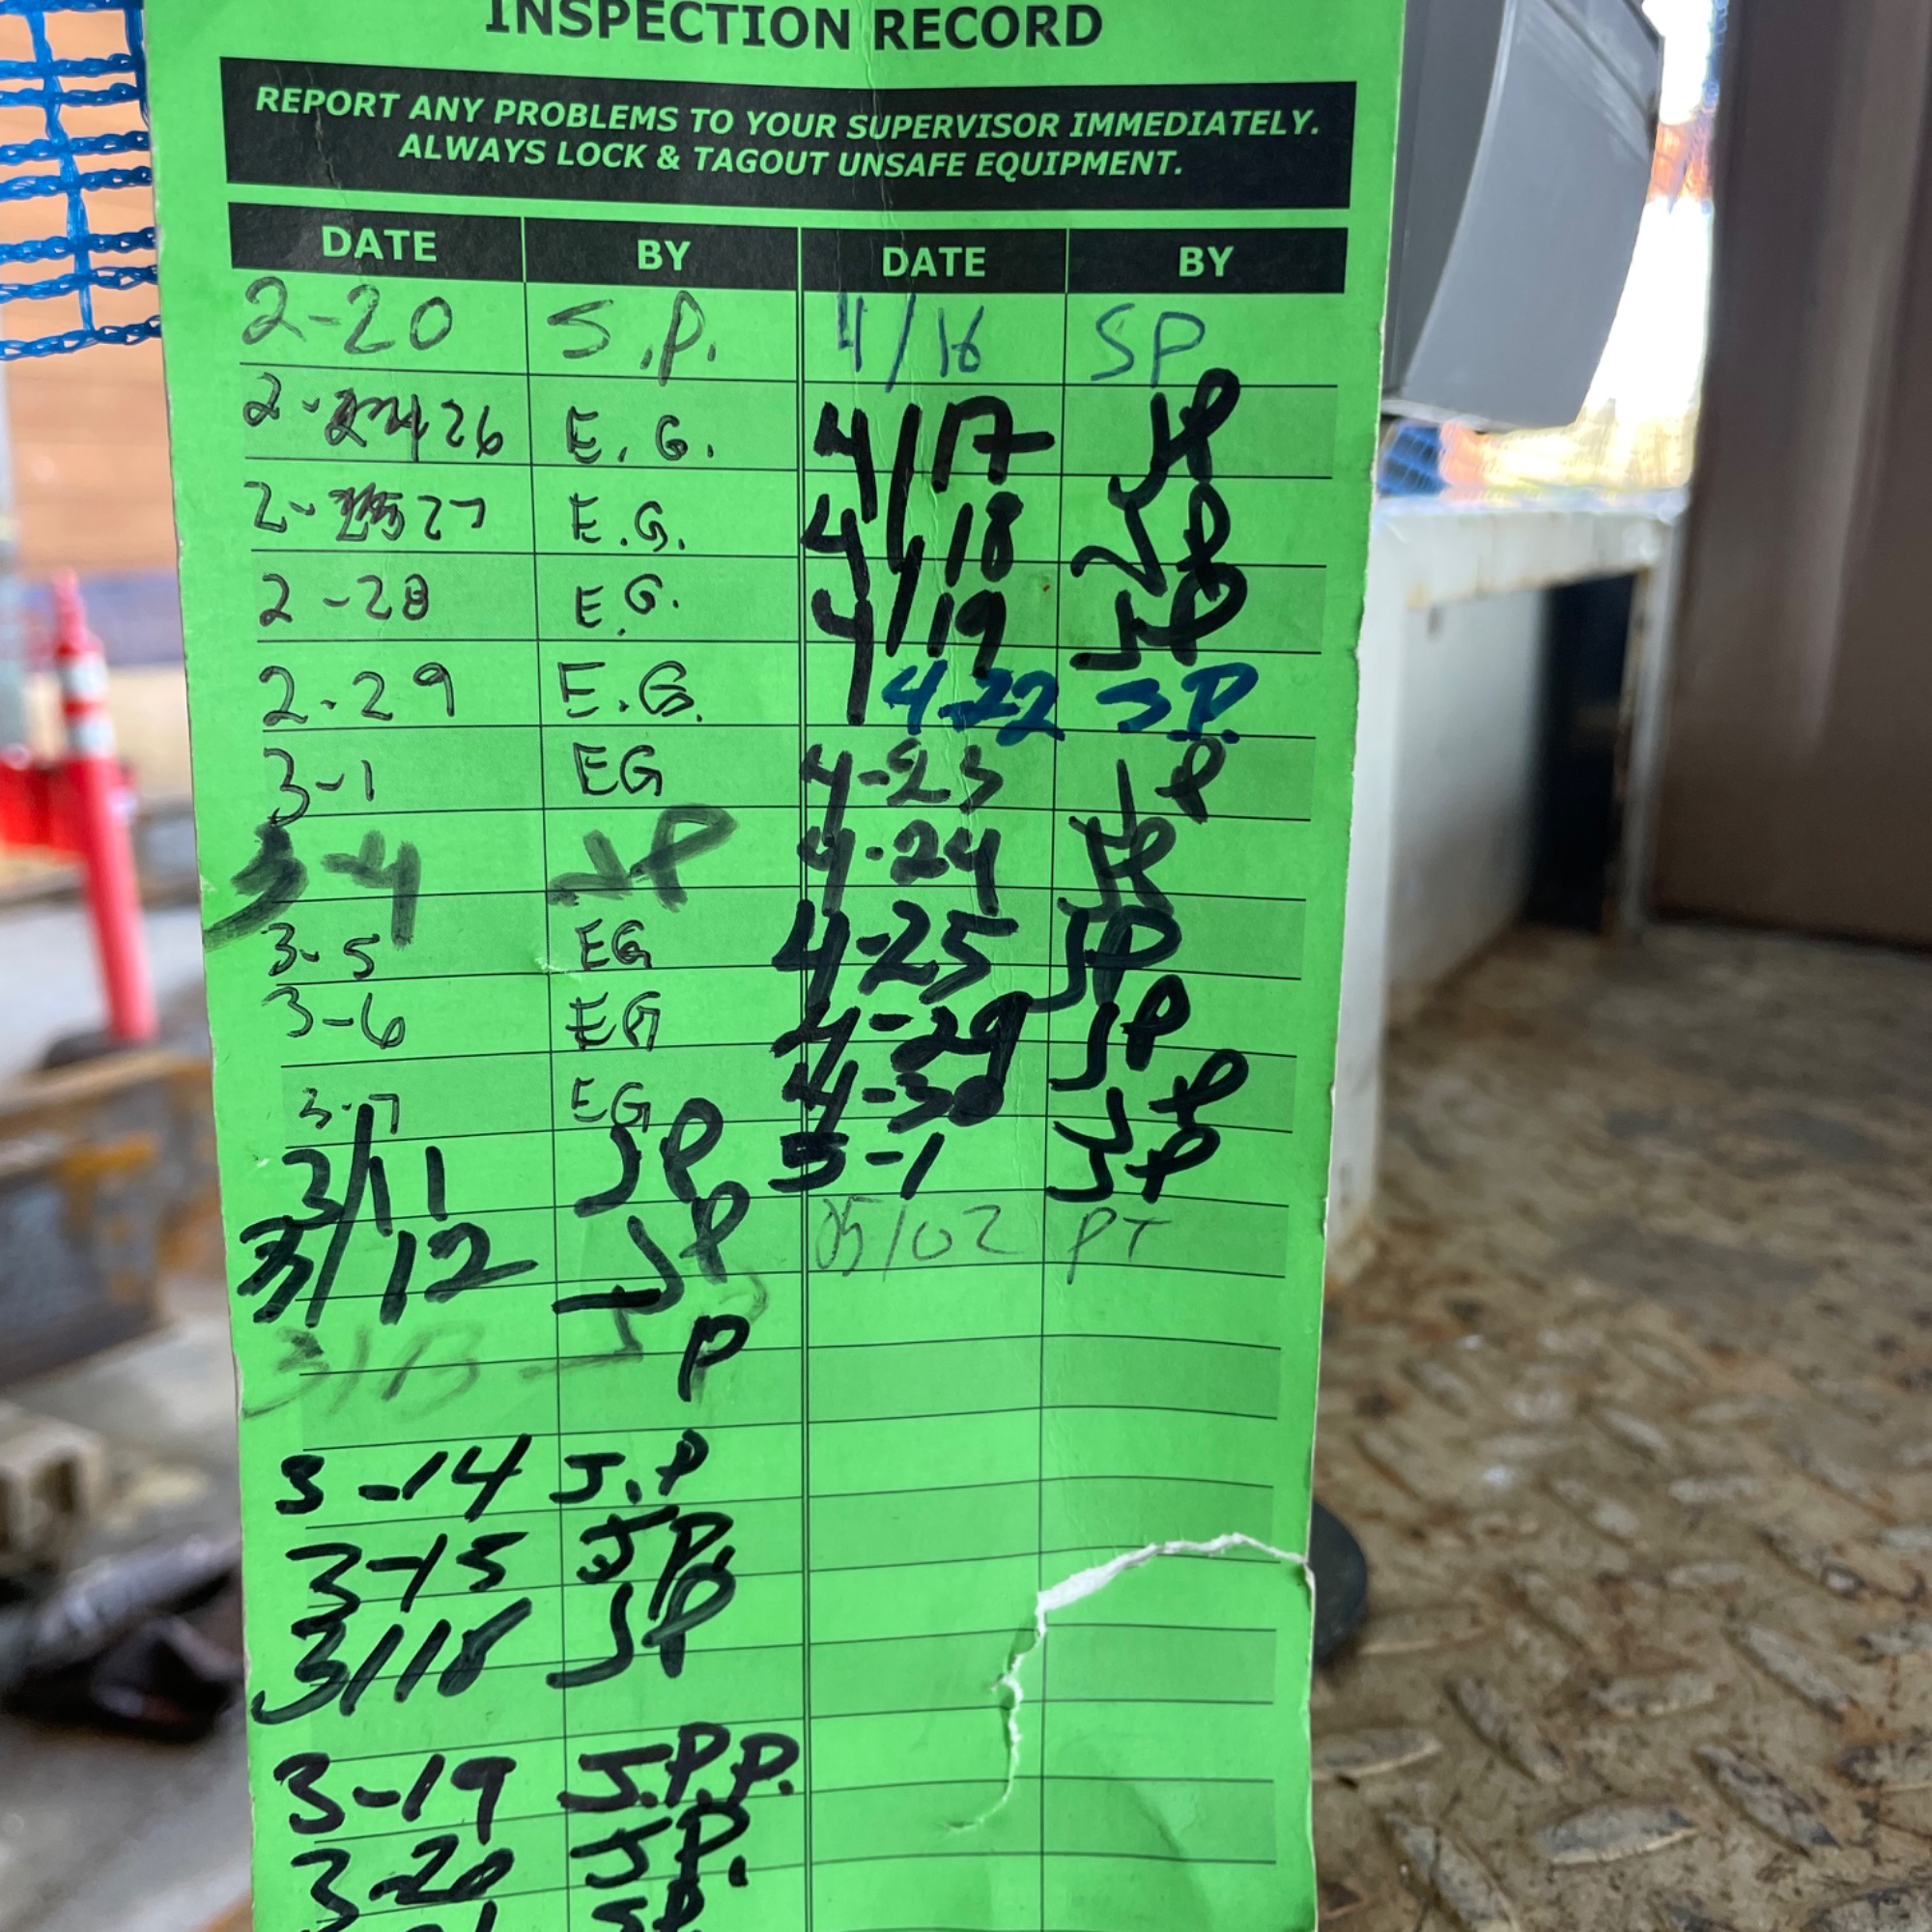 INSPECTION RECORD
REPORT ANY PROBLEMS TO YOUR SUPERVISOR IMMEDIATELY.
ALWAYS LOCK & TAGOUT UNSAFE EQUIPMENT.
DATE BY DATE BY
2-20 S.P. 4/16 SP
2- 26 E.G. 4/17 JP
2- 27 E.G. 4/18 JP
2-28 E.G. 4/19 JP
2-29 E.G. 4-22 JP.
3-1 EG 4-23 JP
3-4 JP 4-24 JP
3-5 EG 4-25 JP
3-6 EG 4-29 JP
3-7 EG 4-30 JP
3/11 JP 5-1 JP
3/12 JP 05/02 PT
3/13 JP
3-14 J.P
3-15 JP
3/18 JP
3-19 J.P.P.
3-20 J.P.